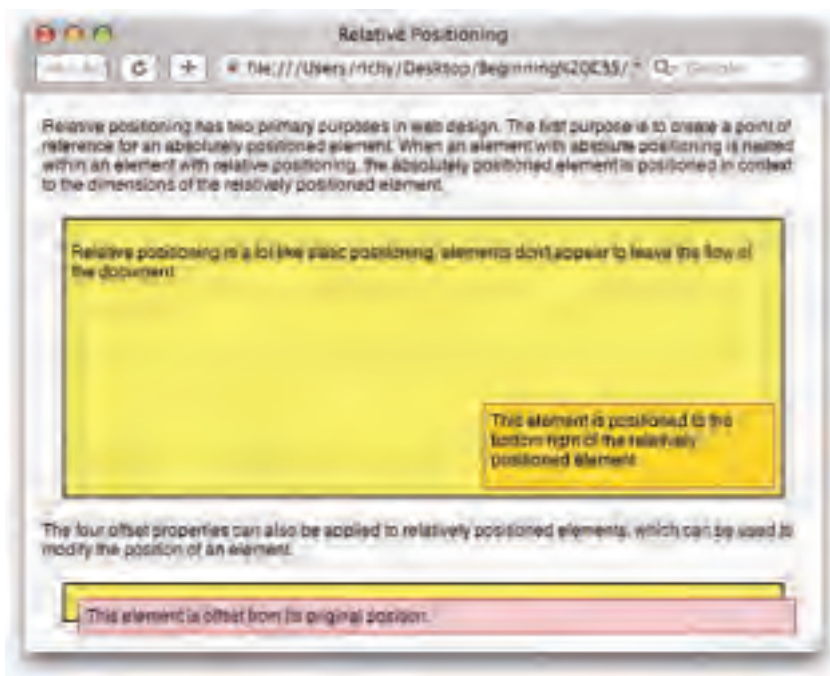 Relative Positioning
file:///Users/richy/Desktop/Beginning%20CSS/
Relative positioning has two primary purposes in web design. The first purpose is to create a point of
reference for an absolutely positioned element. When an element with absolute positioning is nested
within an element with relative positioning, the absolutely positioned element is positioned in context
to the dimensions of the relatively positioned element.
Relative positioning is a lot like static positioning, elements don't appear to leave the flow of
the document.
This element is positioned to the
bottom right of the relatively
positioned element
The four offset properties can also be applied to relatively positioned elements, which can be used to
modify the position of an element.
This element is offset from its original position.